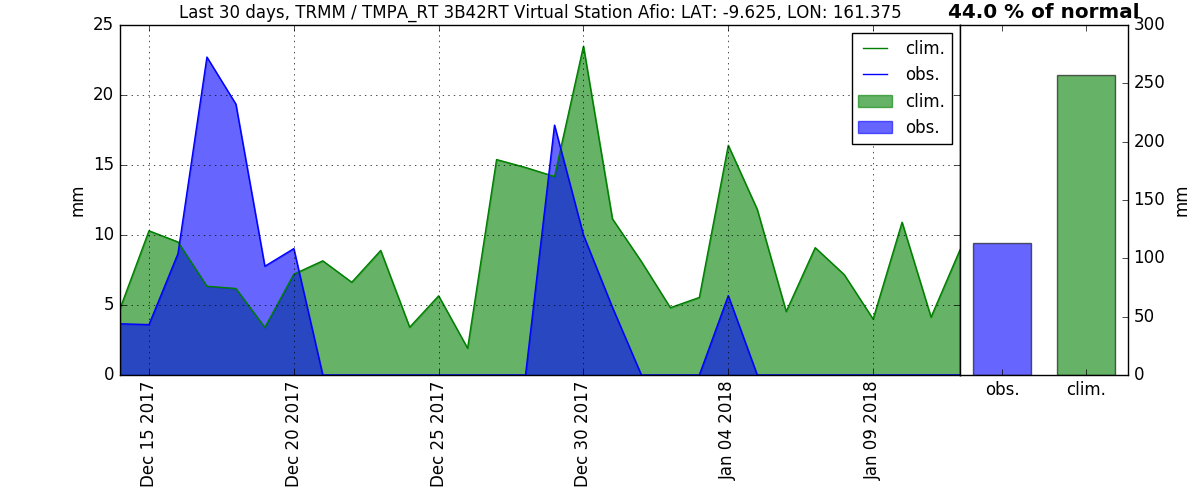 Last 30 days, TRMM / TMPA_RT 3B42RT Virtual Station Afio: LAT: -9.625, LON: 161.375
44.0 % of normal
25
20
15
10
5
0
mm
clim.
obs.
clim.
obs.
Dec 15 2017
Dec 20 2017
Dec 25 2017
Dec 30 2017
Jan 04 2018
Jan 09 2018
300
250
200
150
100
50
0
mm
obs.
clim.